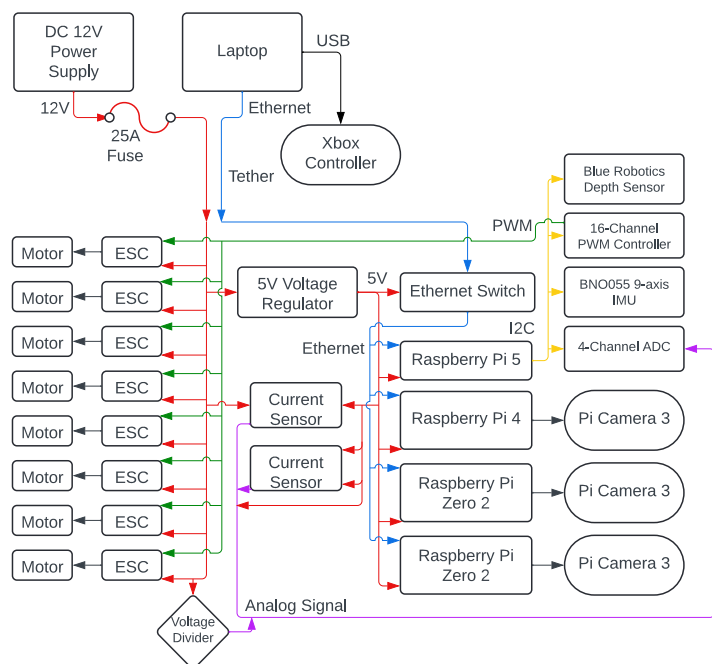 DC 12V
Power
Supply
Laptop
USB
12V
Ethernet
25A
Fuse
Xbox
Controller
Tether
Blue Robotics
Depth Sensor
PWM
16-Channel
PWM Controller
Motor
ESC
Motor
ESC
5V Voltage
Regulator
5V
Ethernet Switch
BNO055 9-axis
IMU
I2C
Ethernet
Motor
ESC
Raspberry Pi 5
4-Channel ADC
Motor
ESC
Current
Sensor
Raspberry Pi 4
Pi Camera 3
Motor
ESC
Current
Sensor
Motor
ESC
Raspberry Pi
Zero 2
Pi Camera 3
Motor
ESC
Motor
ESC
Raspberry Pi
Zero 2
Pi Camera 3
Analog Signal
Voltage
Divider